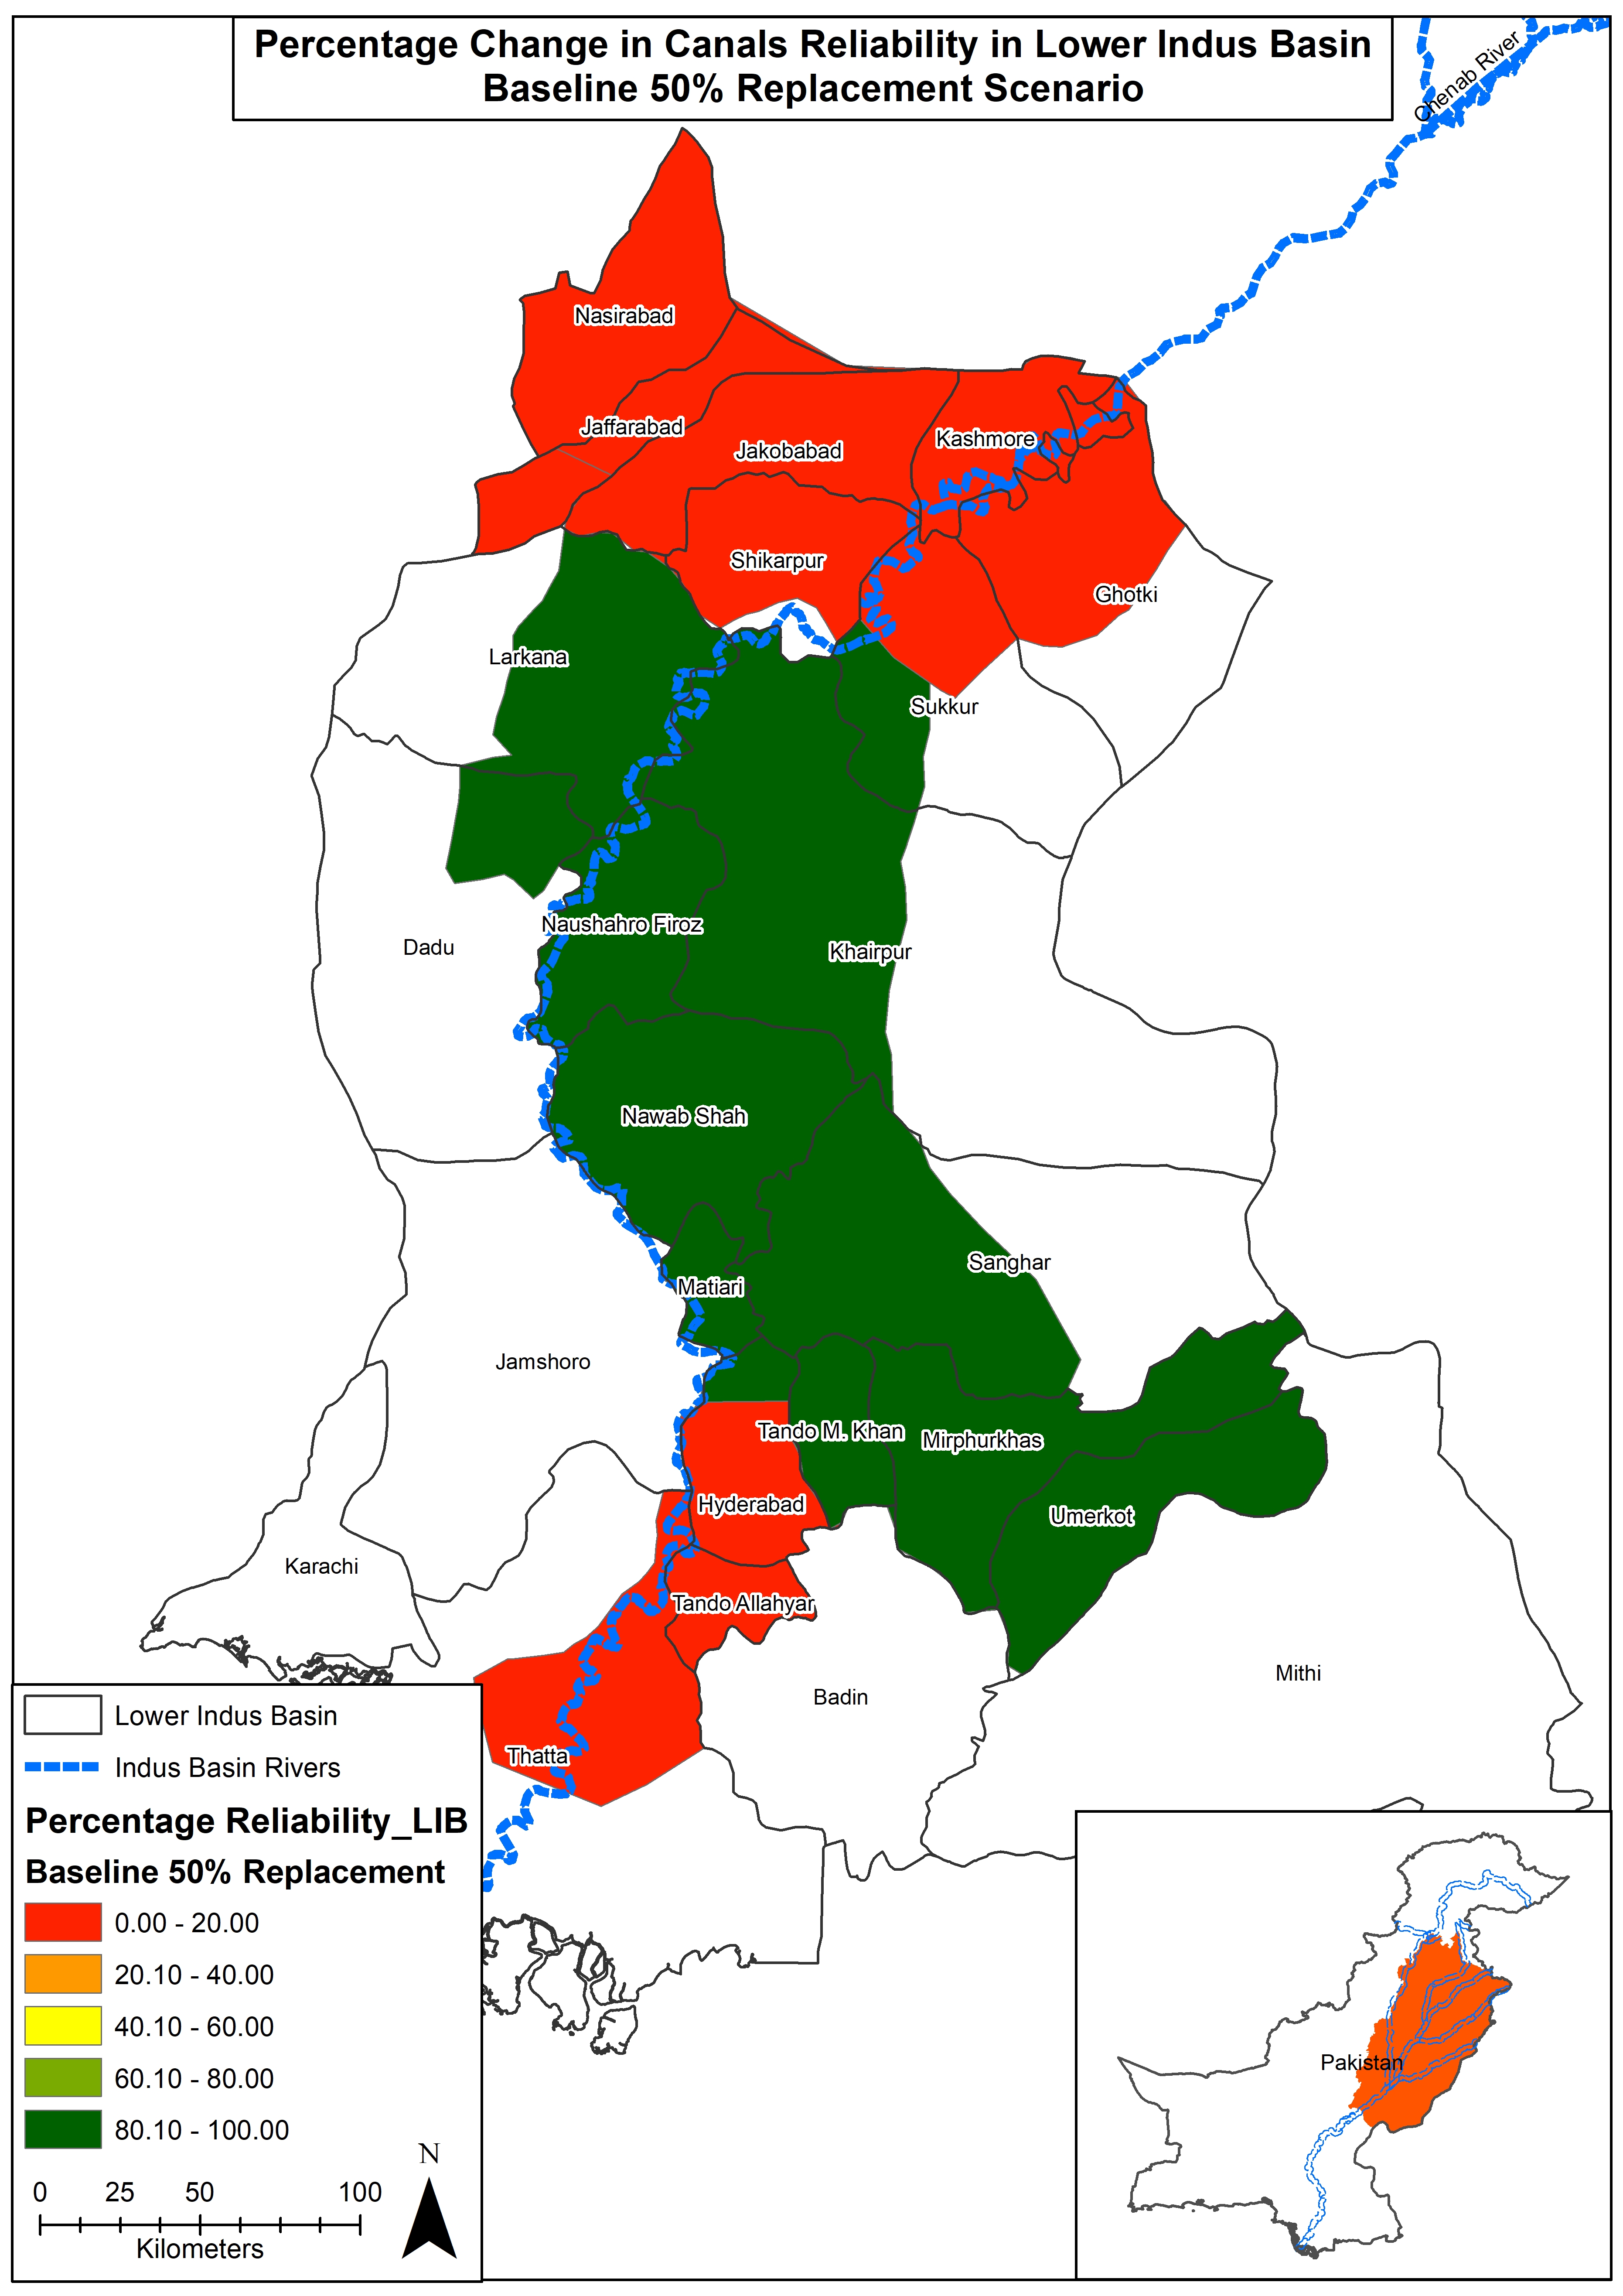 Percentage Change in Canals Reliability in Lower Indus Basin
Baseline 50% Replacement Scenario
Chenab River
Nasirabad
Jaffarabad
Jakobabad
Kashmore
Shikarpur
Ghotki
Larkana
Sukkur
Naushahro Firoz
Dadu
Khairpur
Nawab Shah
Sanghar
Matiari
Jamshoro
Tando M. Khan
Mirphurkhas
Hyderabad
Umerkot
Karachi
Tando Allahyar
Mithi
Badin
Thatta
Lower Indus Basin
Indus Basin Rivers
Percentage Reliability_LIB
Baseline 50% Replacement
0.00 - 20.00
20.10 - 40.00
40.10 - 60.00
60.10 - 80.00
80.10 - 100.00
N
0 25 50 100
Kilometers
Pakistan